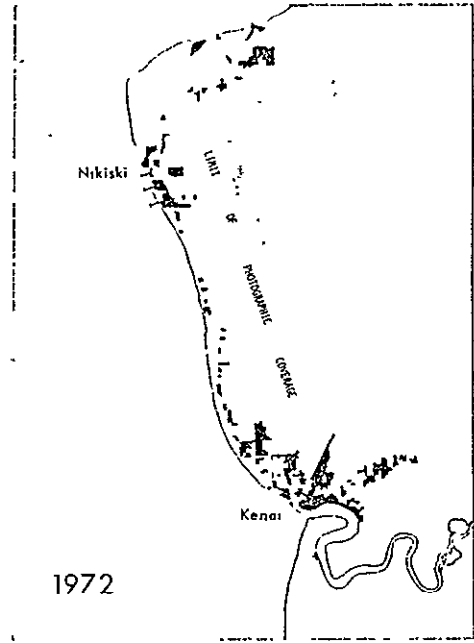 Nikiski
LIMIT
OF
PHOTOGRAPHIC
COVERAGE
Kenai
1972